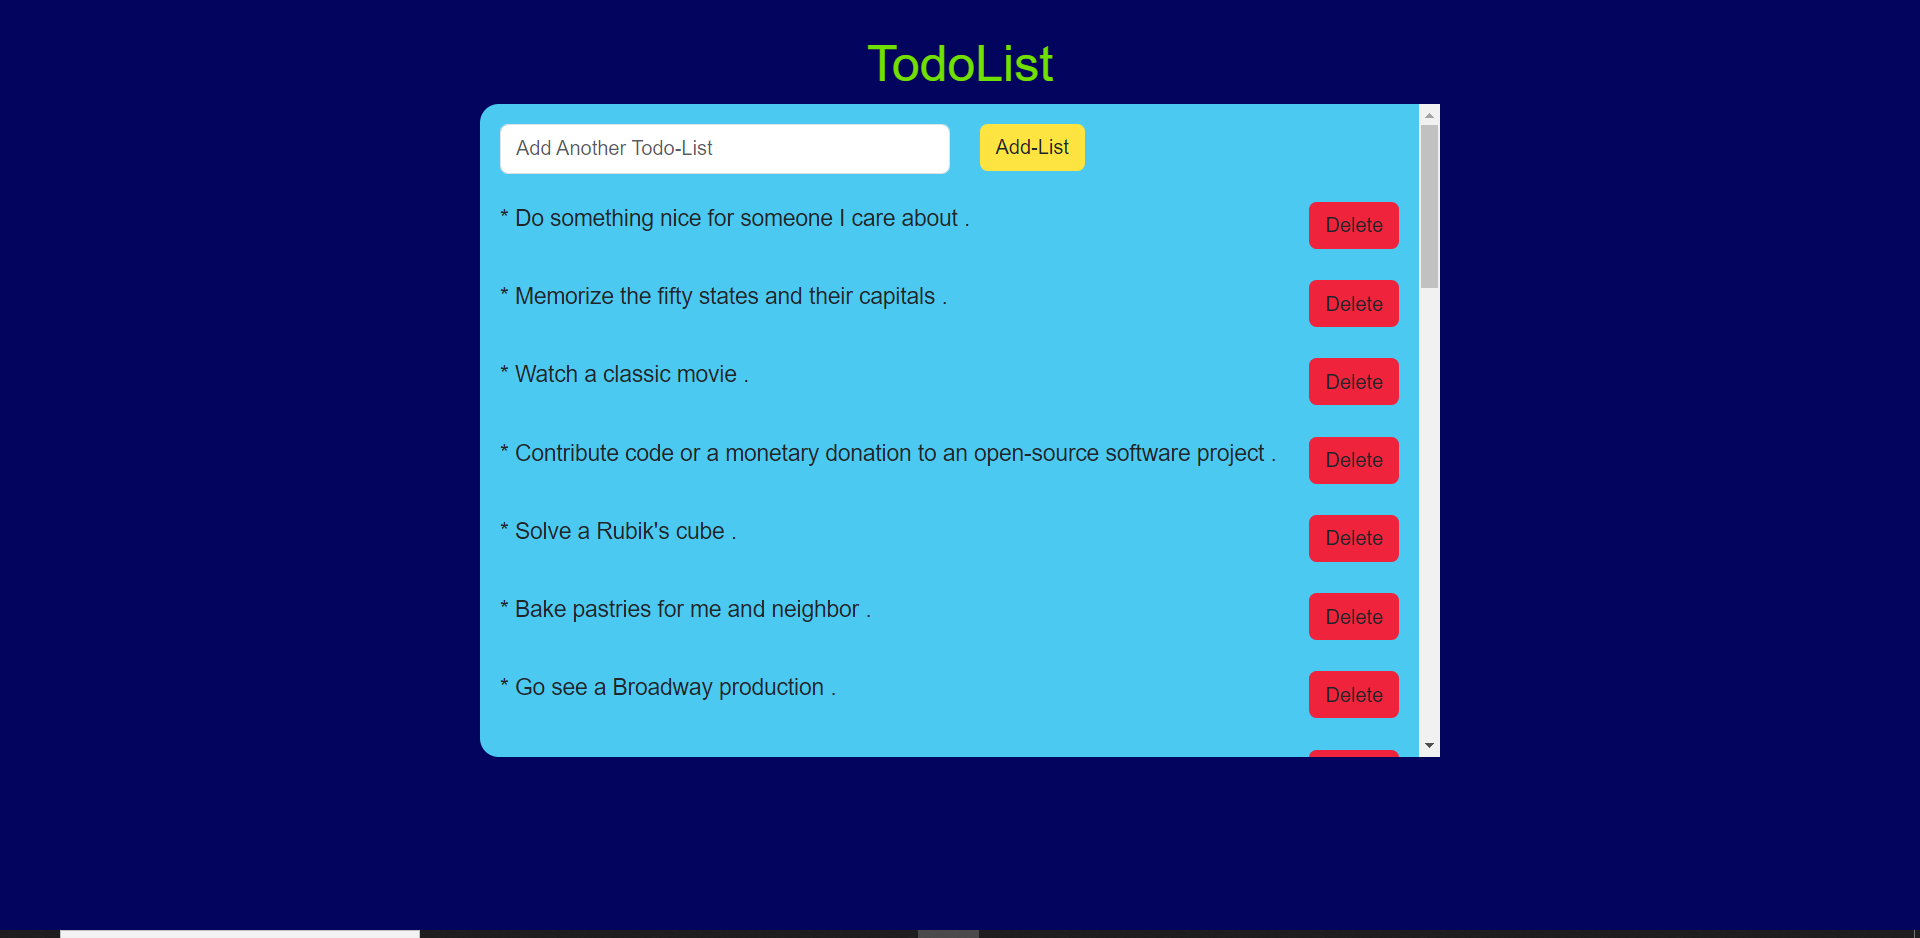 TodoList
Add Another Todo-List Add-List
* Do something nice for someone I care about . Delete
* Memorize the fifty states and their capitals . Delete
* Watch a classic movie . Delete
* Contribute code or a monetary donation to an open-source software project . Delete
* Solve a Rubik's cube . Delete
* Bake pastries for me and neighbor . Delete
* Go see a Broadway production . Delete